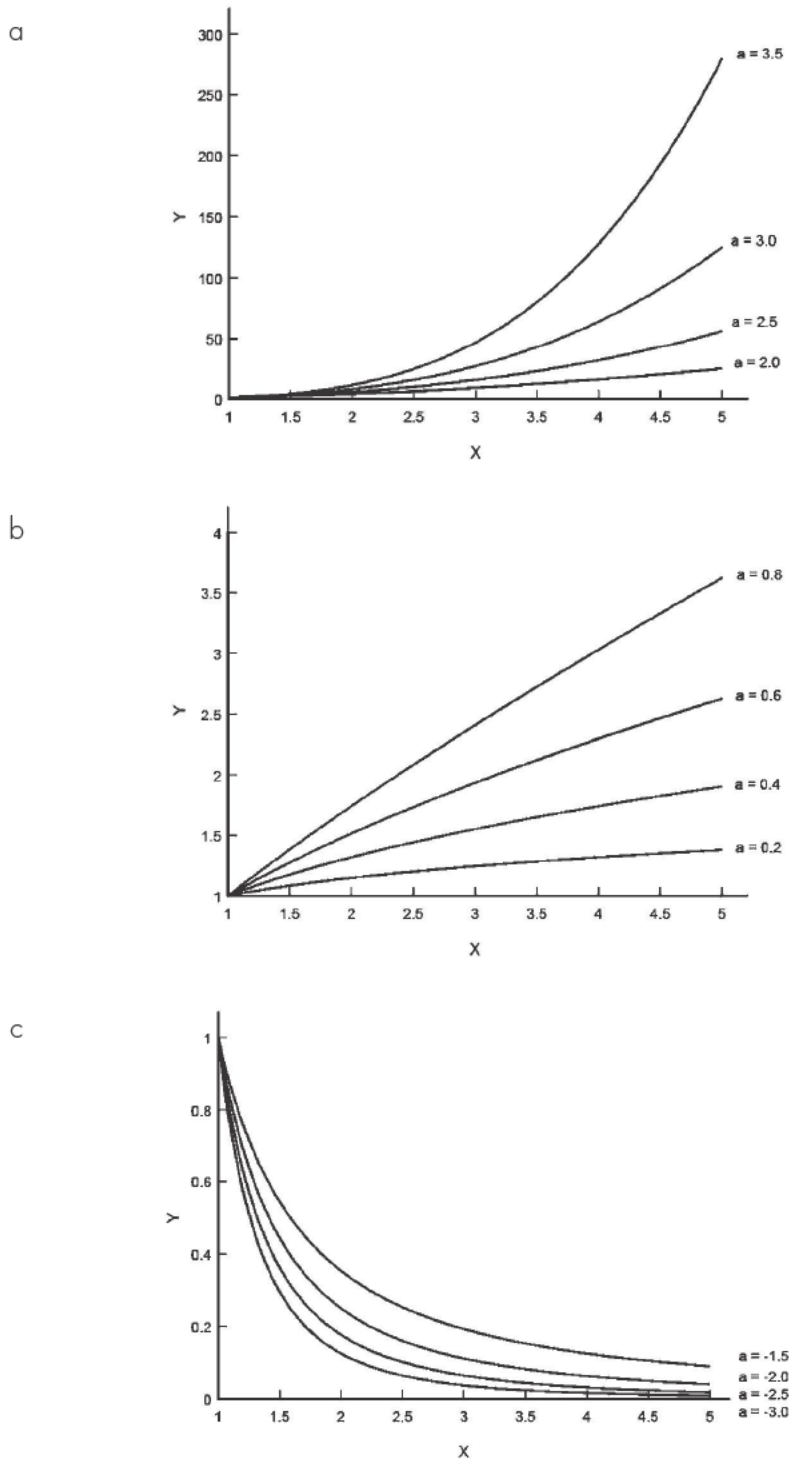 a
300
250
200
150
100
50
0
Y
a = 3.5
a = 3.0
a = 2.5
a = 2.0
1 1.5 2 2.5 3 3.5 4 4.5 5
X
b
4
3.5
3
2.5
2
1.5
1
Y
a = 0.8
a = 0.6
a = 0.4
a = 0.2
1 1.5 2 2.5 3 3.5 4 4.5 5
X
c
1
0.8
0.6
0.4
0.2
0
Y
a = -1.5
a = -2.0
a = -2.5
a = -3.0
1 1.5 2 2.5 3 3.5 4 4.5 5
X